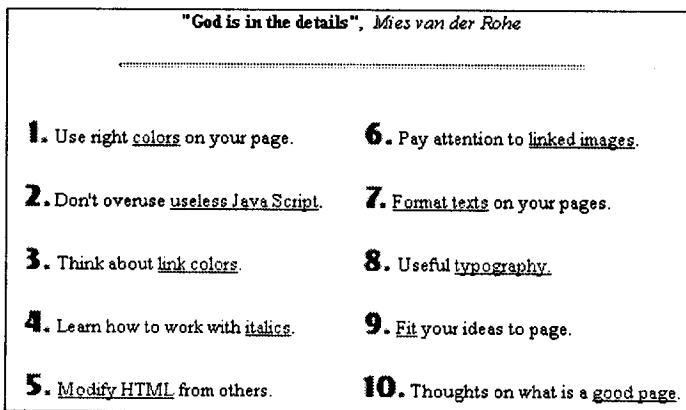 "God is in the details", Mies van der Rohe
1. Use right colors on your page.
2. Don't overuse useless Java Script.
3. Think about link colors.
4. Learn how to work with italics.
5. Modify HTML from others.
6. Pay attention to linked images.
7. Format texts on your pages.
8. Useful typography.
9. Fit your ideas to page.
10. Thoughts on what is a good page.